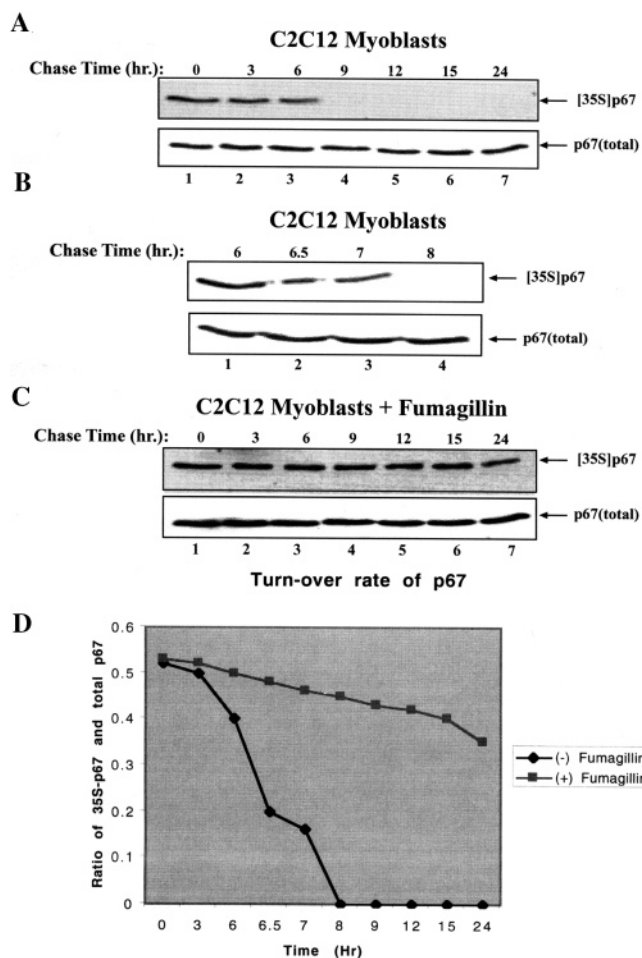 A
C2C12 Myoblasts
Chase Time (hr.): 0 3 6 9 12 15 24
[35S]p67
p67(total)
1 2 3 4 5 6 7
B
C2C12 Myoblasts
Chase Time (hr.): 6 6.5 7 8
[35S]p67
p67(total)
1 2 3 4
C
C2C12 Myoblasts + Fumagillin
Chase Time (hr.): 0 3 6 9 12 15 24
[35S]p67
p67(total)
1 2 3 4 5 6 7
Turn-over rate of p67
D
Ratio of 35S-p67 and total p67
0.6
0.5
0.4
0.3
0.2
0.1
0
0 3 6 6.5 7 8 9 12 15 24
Time (Hr)
(-) Fumagillin
(+) Fumagillin